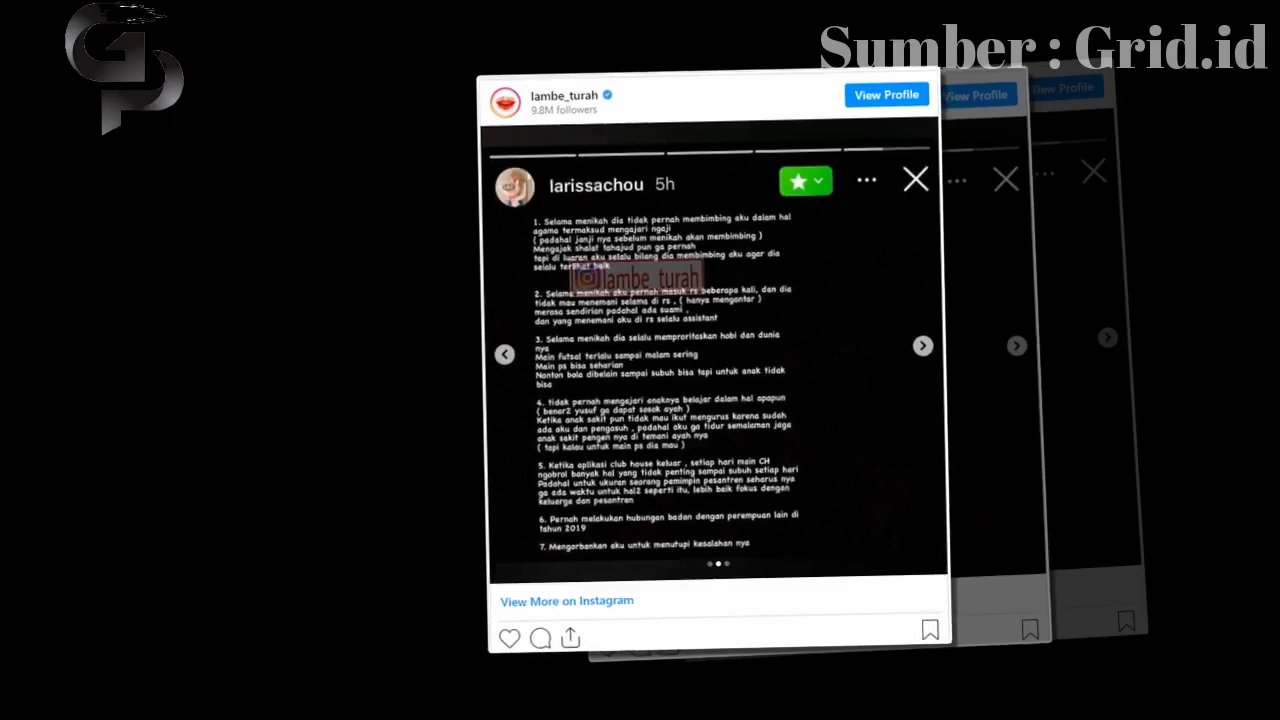 Sumber : Grid.id
lambe_turah
9.8M followers
View Profile
View Profile
View Profile
larissachou 5h
1. Selama menikah dia tidak pernah membimbing aku dalam hal
agama termaksud mengajari ngaji
( padahal janji nya sebelum menikah akan membimbing )
Mengajak shalat tahajud pun ga pernah
tapi di luaran aku selalu bilang dia membimbing aku agar dia
selalu terlihat baik
lambe_turah
2. Selama menikah aku pernah masuk rs beberapa kali, dan dia
tidak mau menemani selama di rs , ( hanya mengantar )
merasa sendirian padahal ada suami ,
dan yang menemani aku di rs selalu assistant
3. Selama menikah dia selalu memproritaskan hobi dan dunia
nya
Main futsal terlalu sampai malam sering
Main ps bisa seharian
Nonton bola dibelain sampai subuh bisa tapi untuk anak tidak
bisa
4. tidak pernah mengajari anaknya belajar dalam hal apapun
( benar2 yusuf ga dapat sosok ayah )
Ketika anak sakit pun tidak mau ikut mengurus karena sudah
ada aku dan pengasuh , padahal aku ga tidur semalaman jaga
anak sakit pengen nya di temani ayah nya
( tapi kalau untuk main ps dia mau )
5. Ketika aplikasi club house keluar , setiap hari main CH
ngobrol banyak hal yang tidak penting sampai subuh setiap hari
Padahal untuk ukuran seorang pemimpin pesantren seharus nya
ga ada waktu untuk hal2 seperti itu, lebih baik fokus dengan
keluarga dan pesantren
6. Pernah melakukan hubungan badan dengan perempuan lain di
tahun 2019
7. Mengorbankan aku untuk menutupi kesalahan nya
View More on Instagram